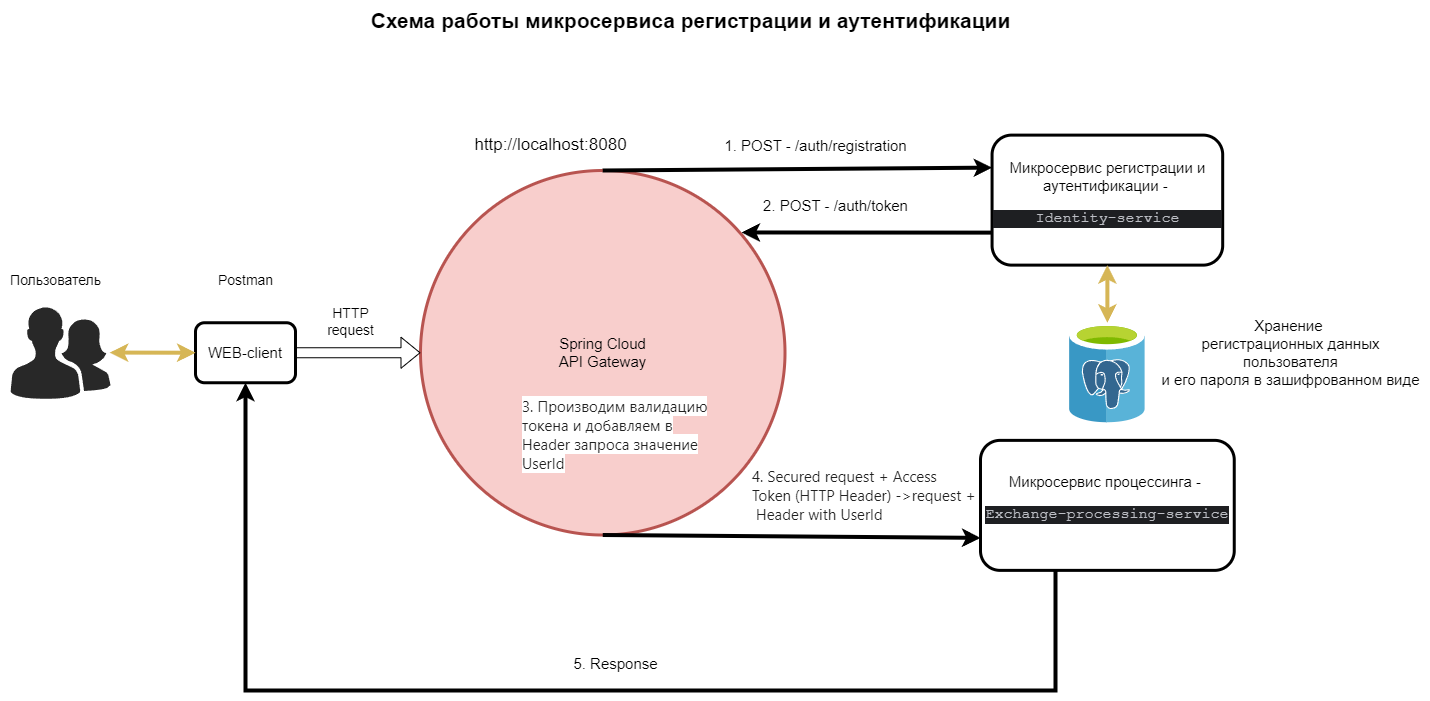 Схема работы микросервиса регистрации и аутентификации
http://localhost:8080
1. POST - /auth/registration
Микросервис регистрации и
аутентификации -
Identity-service
2. POST - /auth/token
Пользователь
Postman
WEB-client
HTTP
request
Spring Cloud
API Gateway
3. Производим валидацию
токена и добавляем в
Header запроса значение
UserId
Хранение
регистрационных данных
пользователя
и его пароля в зашифрованном виде
4. Secured request + Access
Token (HTTP Header) ->request +
Header with UserId
Микросервис процессинга -
Exchange-processing-service
5. Response